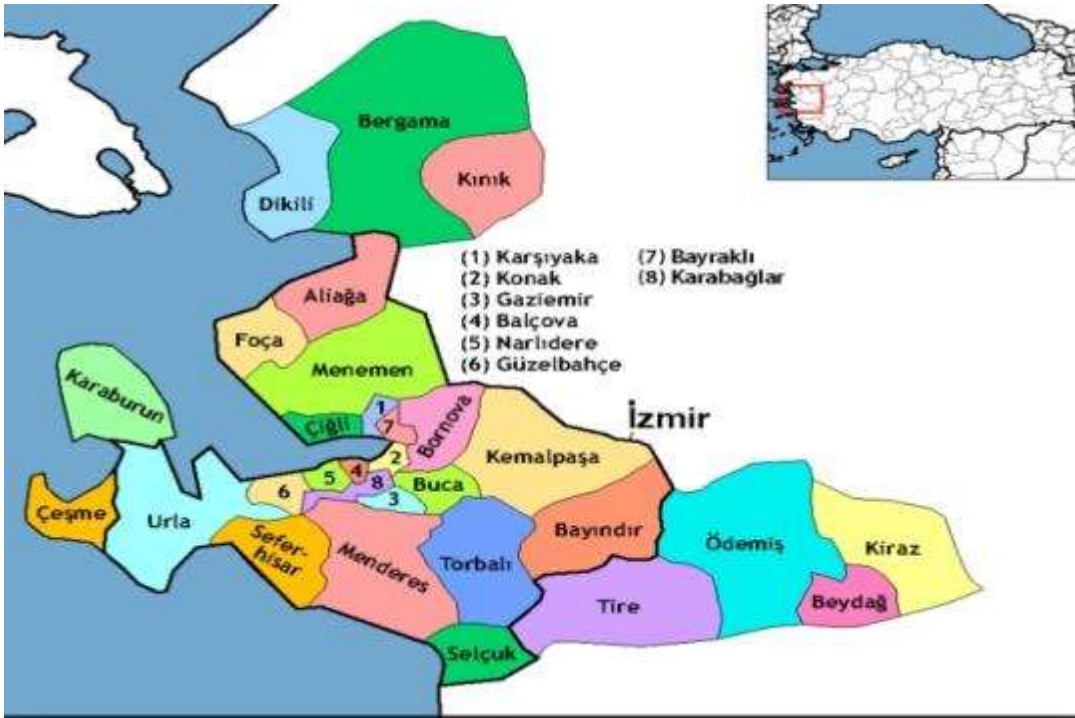 Bergama
Kınık
Dikili
(1) Karşıyaka
(2) Konak
(3) Gaziemir
(4) Balçova
(5) Narlıdere
(6) Güzelbahçe
(7) Bayraklı
(8) Karabağlar
Aliağa
Foça
Menemen
Karaburun
Çiğli
1
7
Bornova
İzmir
2
Kemalpaşa
4
5
8
6
3
Buca
Çeşme
Urla
Sefer-
hisar
Menderes
Torbalı
Bayındır
Ödemiş
Kiraz
Beydağ
Tire
Selçuk